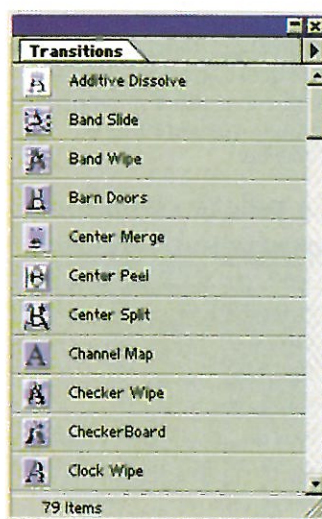 Transitions
Additive Dissolve
Band Slide
Band Wipe
Barn Doors
Center Merge
Center Peel
Center Split
Channel Map
Checker Wipe
CheckerBoard
Clock Wipe
79 Items